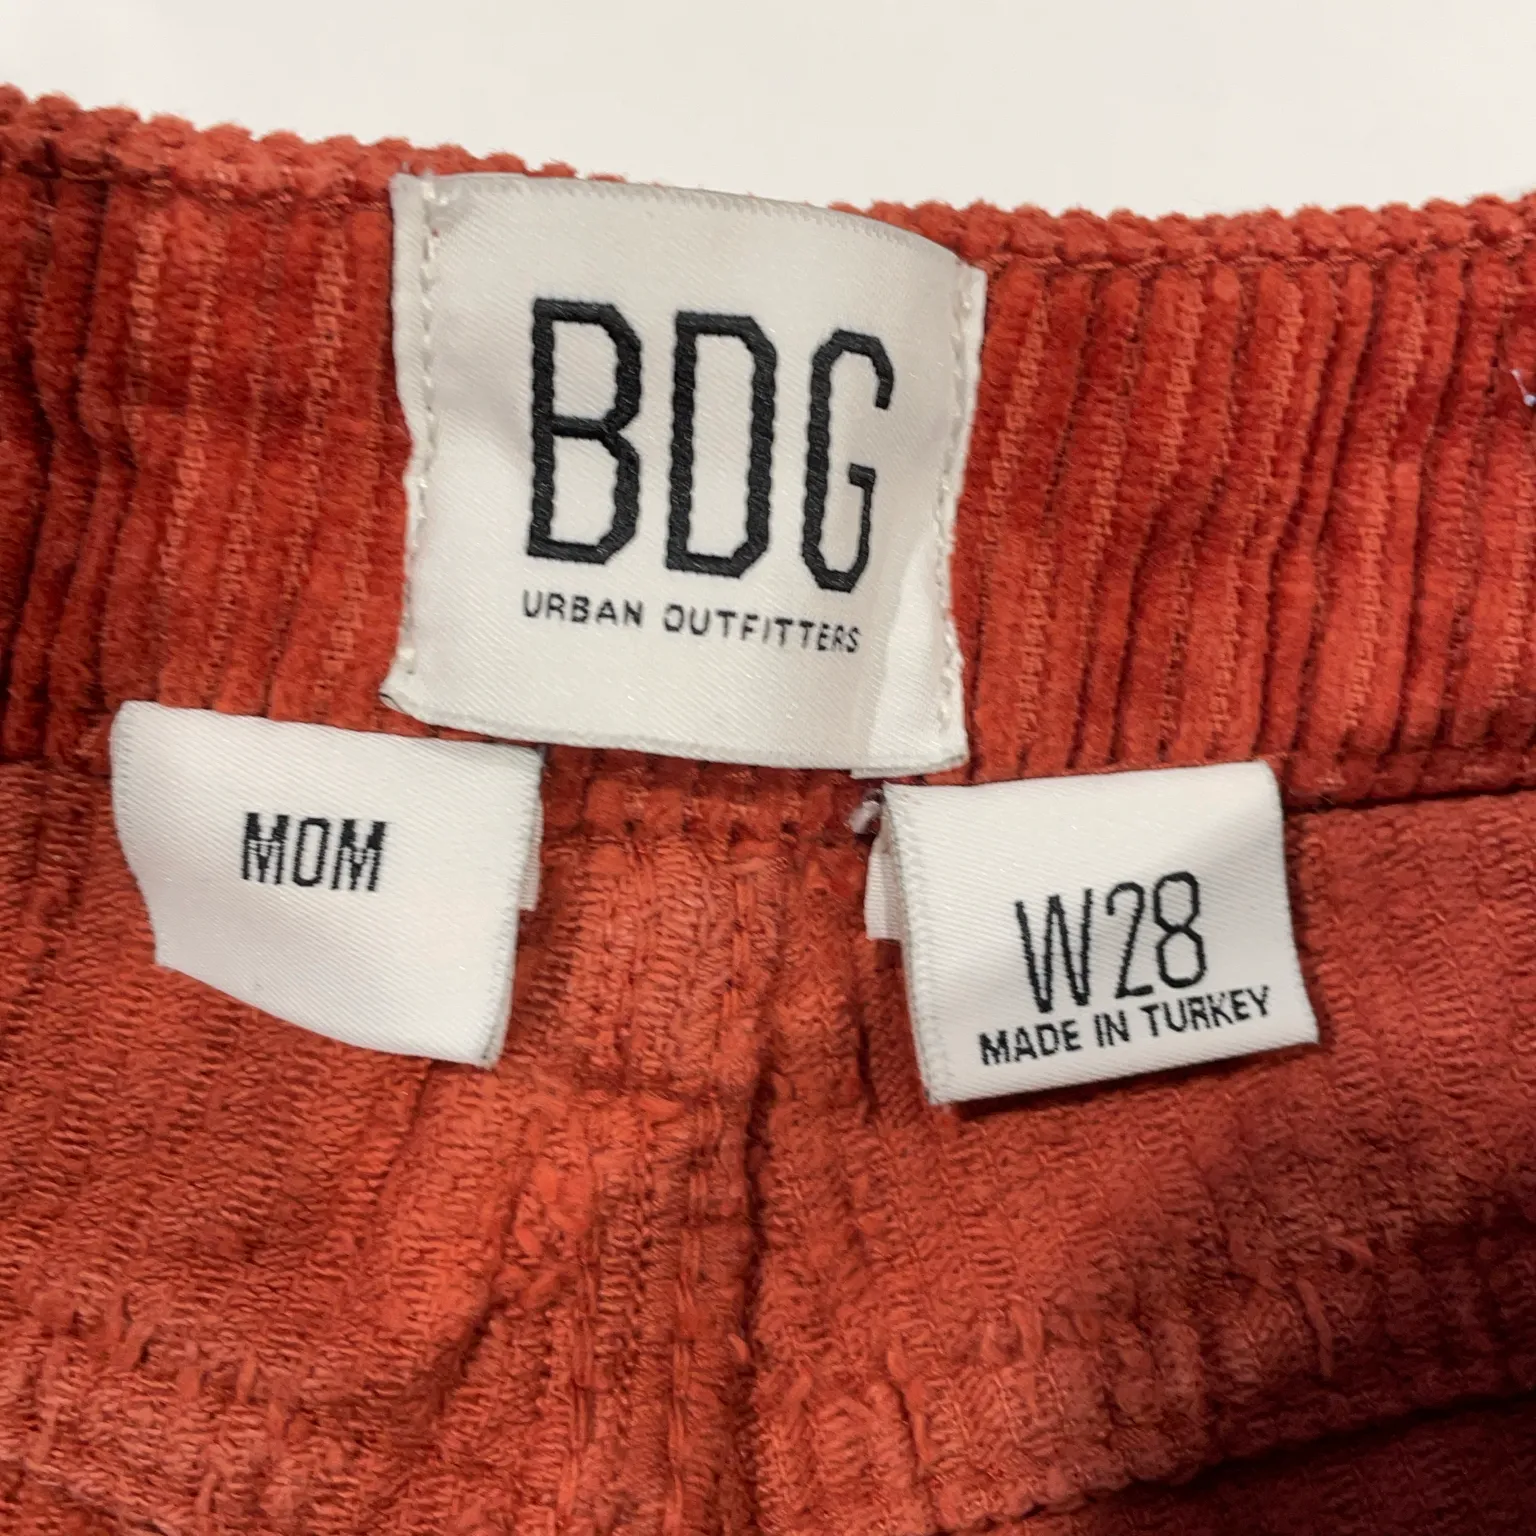 BDG
URBAN OUTFITTERS
MOM
W28
MADE IN TURKEY